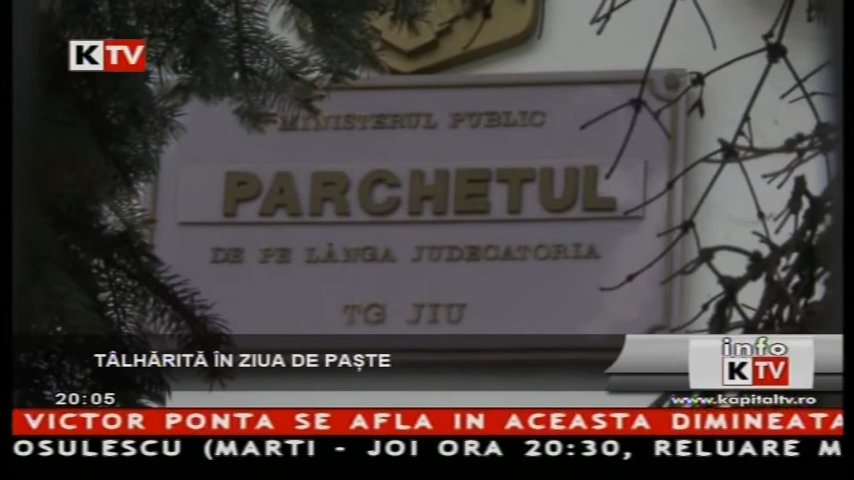 KTV
MINISTERUL PUBLIC
PARCHETUL
DE PE LÂNGA JUDECATORIA
TG JIU
TÂLHĂRITĂ ÎN ZIUA DE PAȘTE
info
KTV
20:05
www.kapitaltv.ro
VICTOR PONTA SE AFLA IN ACEASTA DIMINEATA
OSULESCU (MARTI - JOI ORA 20:30, RELUARE M